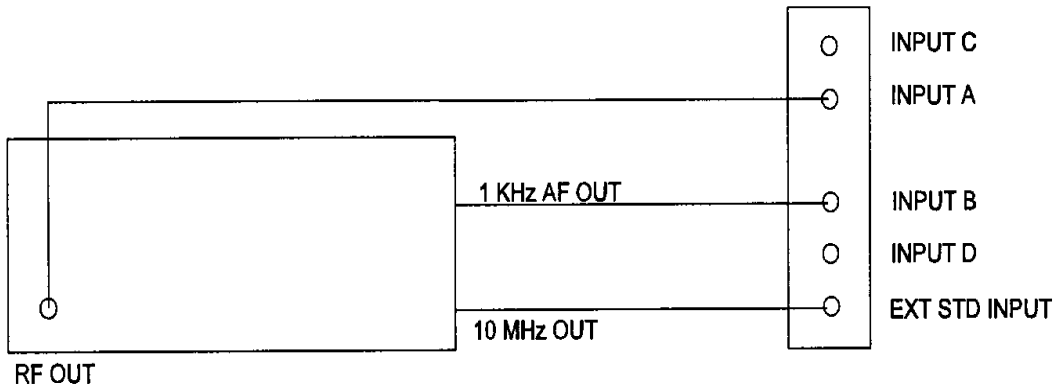 INPUT C
INPUT A
1 KHz AF OUT
INPUT B
INPUT D
EXT STD INPUT
10 MHz OUT
RF OUT